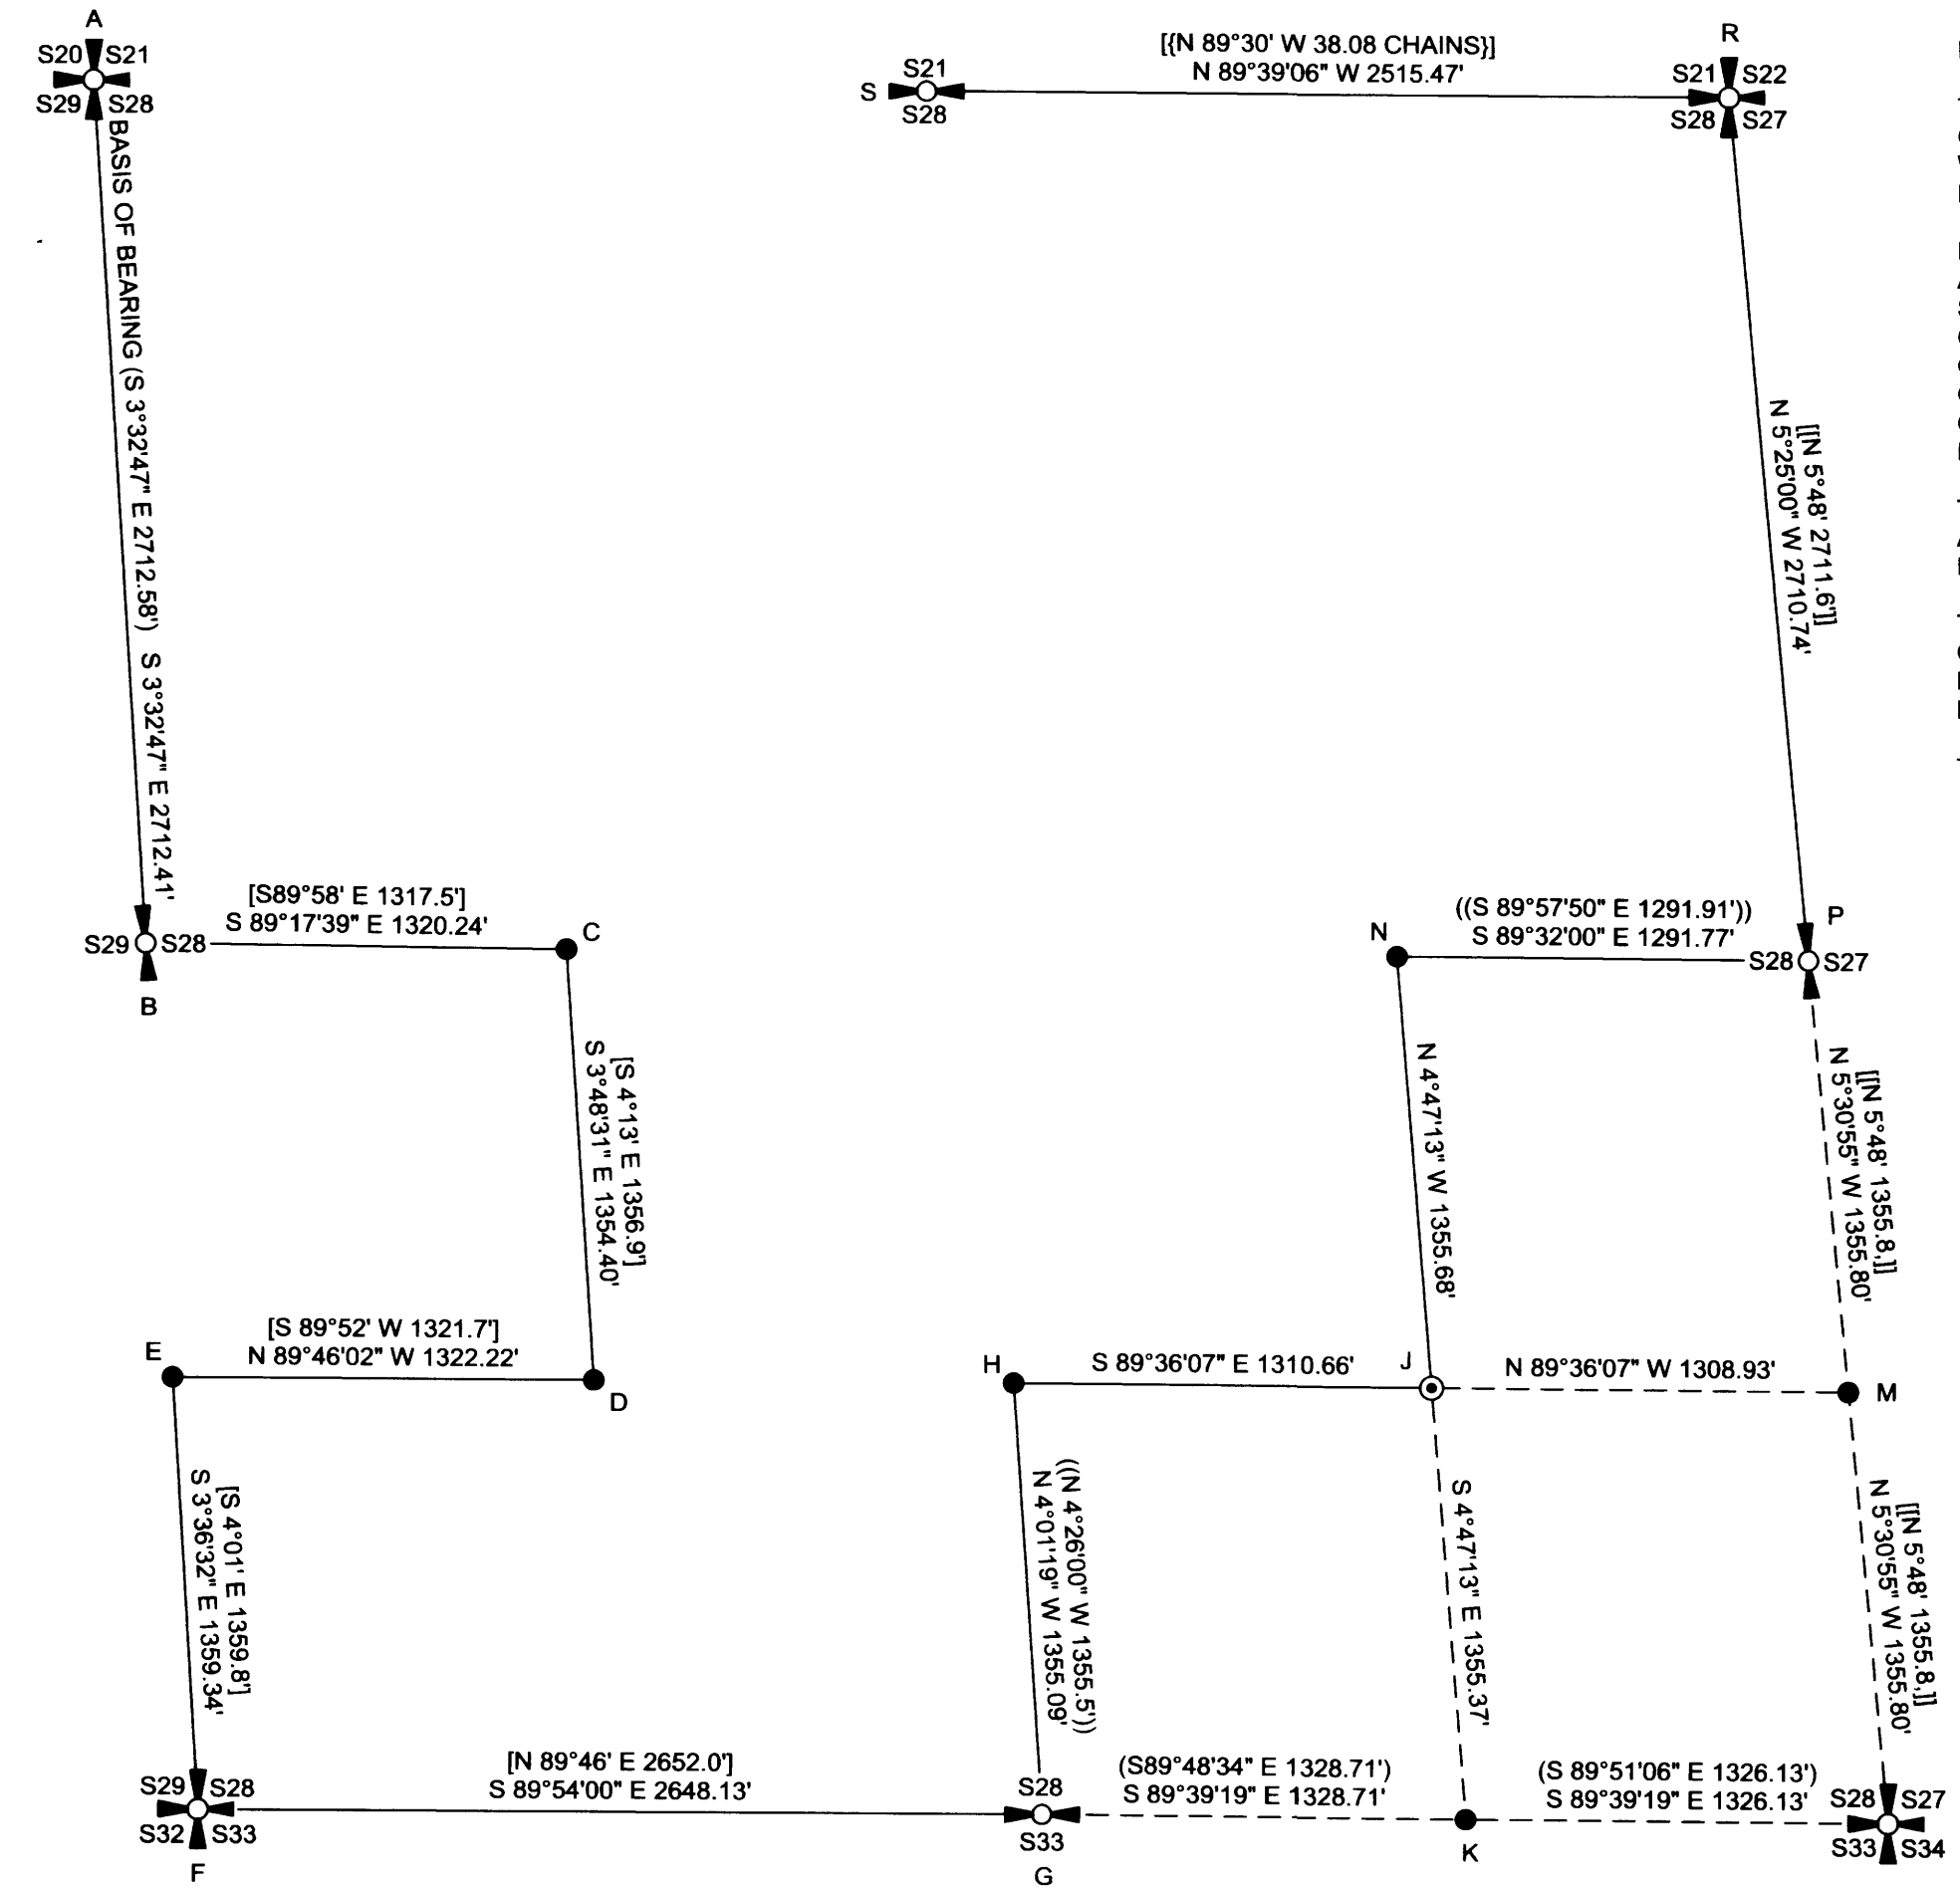 A
S20 S21
S29 S28
BASIS OF BEARING (S 3°32'47" E 2712.58') S 3°32'47" E 2712.41'
S21
S
S28
[{N 89°30' W 38.08 CHAINS}]
N 89°39'06" W 2515.47'
R
S21 S22
S28 S27
[[N 5°48' 2711.6']]
N 5°25'00" W 2710.74'
S29 S28
B
[S89°58' E 1317.5']
S 89°17'39" E 1320.24'
C
[S 4°13' E 1356.9']
S 3°48'31" E 1354.40'
((S 89°57'50" E 1291.91'))
S 89°32'00" E 1291.77'
N
P
S28 S27
N 4°47'13" W 1355.68'
[[N 5°48' 1355.8,]]
N 5°30'55" W 1355.80'
[S 89°52' W 1321.7']
N 89°46'02" W 1322.22'
E
D
H
S 89°36'07" E 1310.66'
J
N 89°36'07" W 1308.93'
M
[S 4°01' E 1359.8']
S 3°36'32" E 1359.34'
((N 4°26'00" W 1355.5'))
N 4°01'19" W 1355.09'
S 4°47'13" E 1355.37'
[[N 5°48' 1355.8,]]
N 5°30'55" W 1355.80'
S29 S28
S32 S33
F
[N 89°46' E 2652.0']
S 89°54'00" E 2648.13'
S28
S33
G
(S89°48'34" E 1328.71')
S 89°39'19" E 1328.71'
K
(S 89°51'06" E 1326.13')
S 89°39'19" E 1326.13'
S28 S27
S33 S34